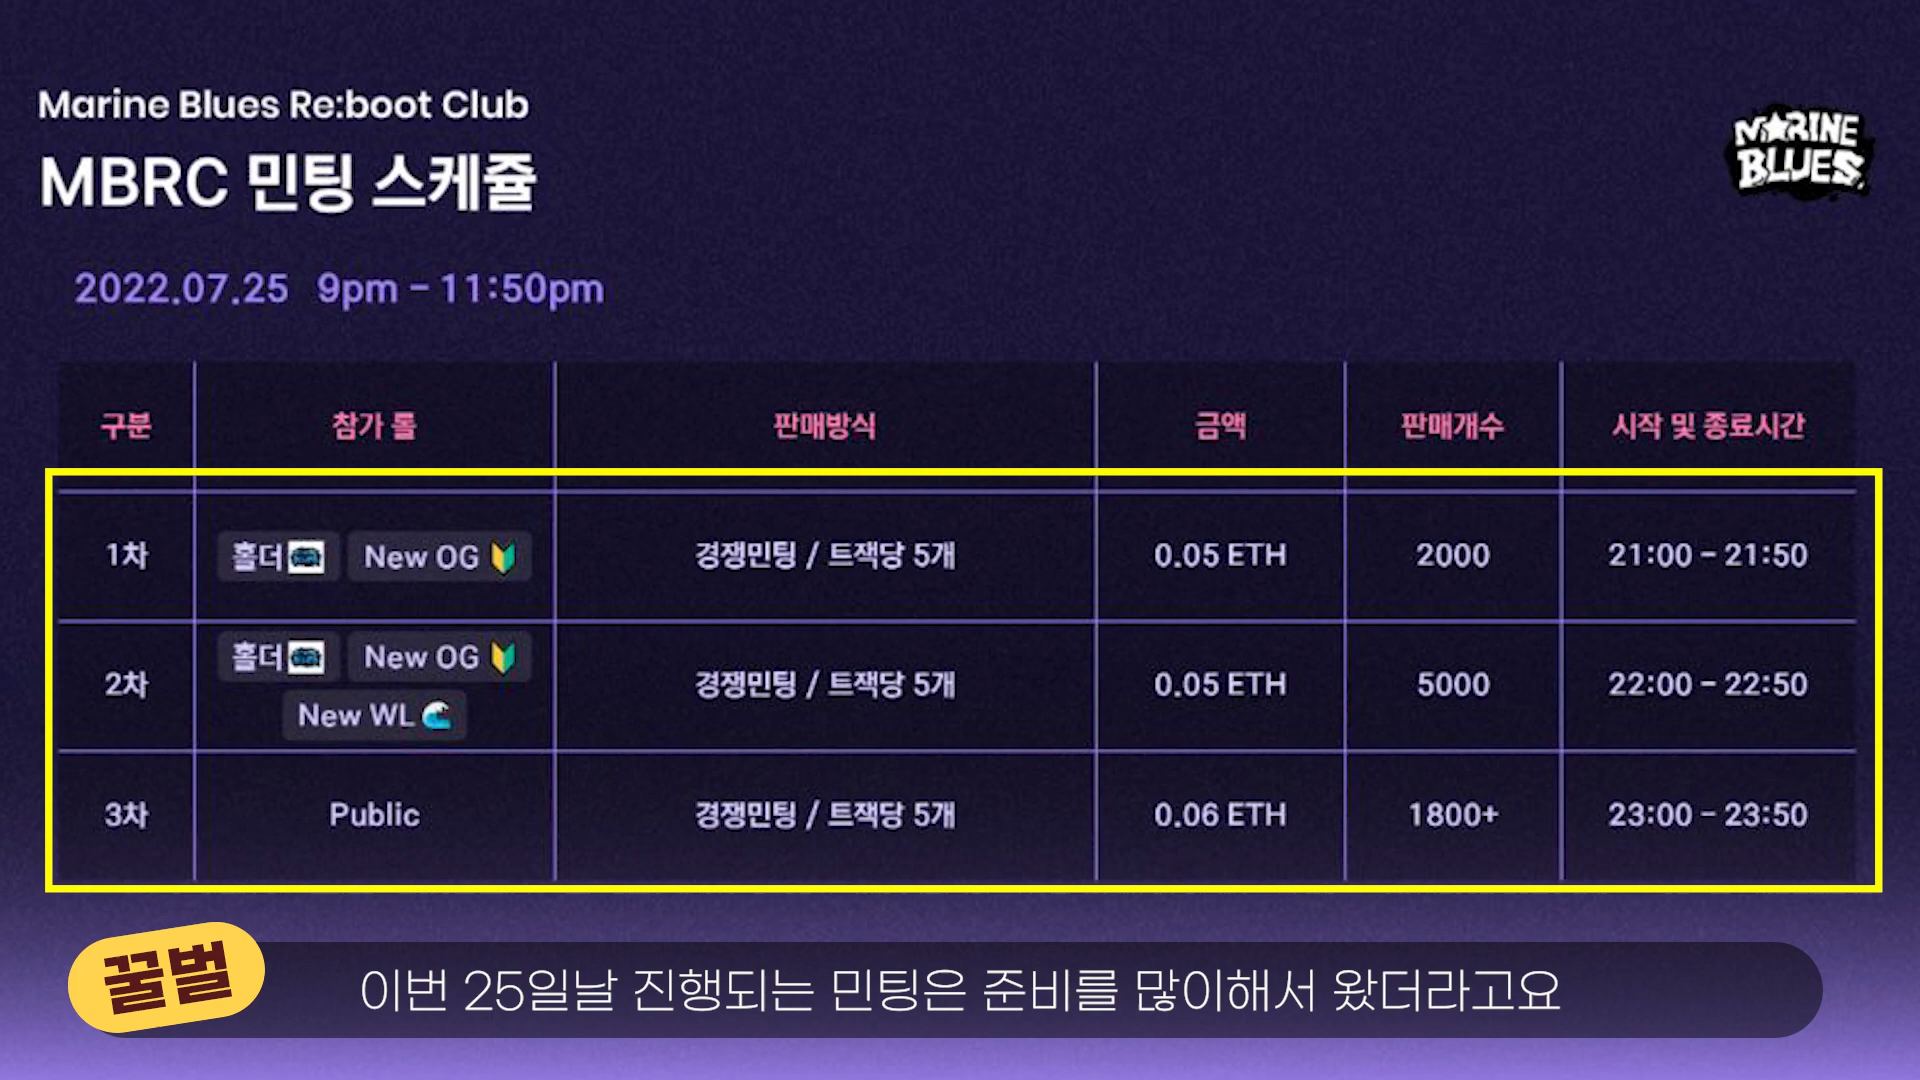 Marine Blues Re:boot Club
MBRC 민팅 스케쥴
MARINE
BLUES
2022.07.25 9pm - 11:50pm
구분 참가 롤 판매방식 금액 판매개수 시작 및 종료시간
1차 홀더 New OG 경쟁민팅 / 트잭당 5개 0.05 ETH 2000 21:00 - 21:50
2차 홀더 New OG New WL 경쟁민팅 / 트잭당 5개 0.05 ETH 5000 22:00 - 22:50
3차 Public 경쟁민팅 / 트잭당 5개 0.06 ETH 1800+ 23:00 - 23:50
꿀벌 이번 25일날 진행되는 민팅은 준비를 많이해서 왔더라고요